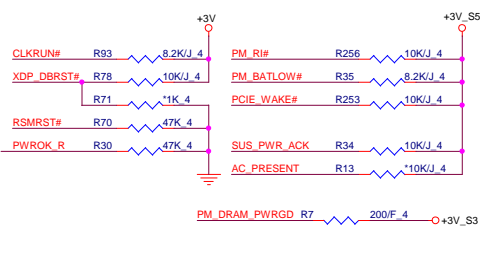 +3V
CLKRUN# R93 8.2K/J_4
XDP_DBRST# R78 10K/J_4
R71 *1K_4
RSMRST# R70 47K_4
PWROK_R R30 47K_4
+3V_S5
PM_RI# R256 10K/J_4
PM_BATLOW# R35 8.2K/J_4
PCIE_WAKE# R253 10K/J_4
SUS_PWR_ACK R34 10K/J_4
AC_PRESENT R13 *10K/J_4
PM_DRAM_PWRGD R7 200/F_4 +3V_S3